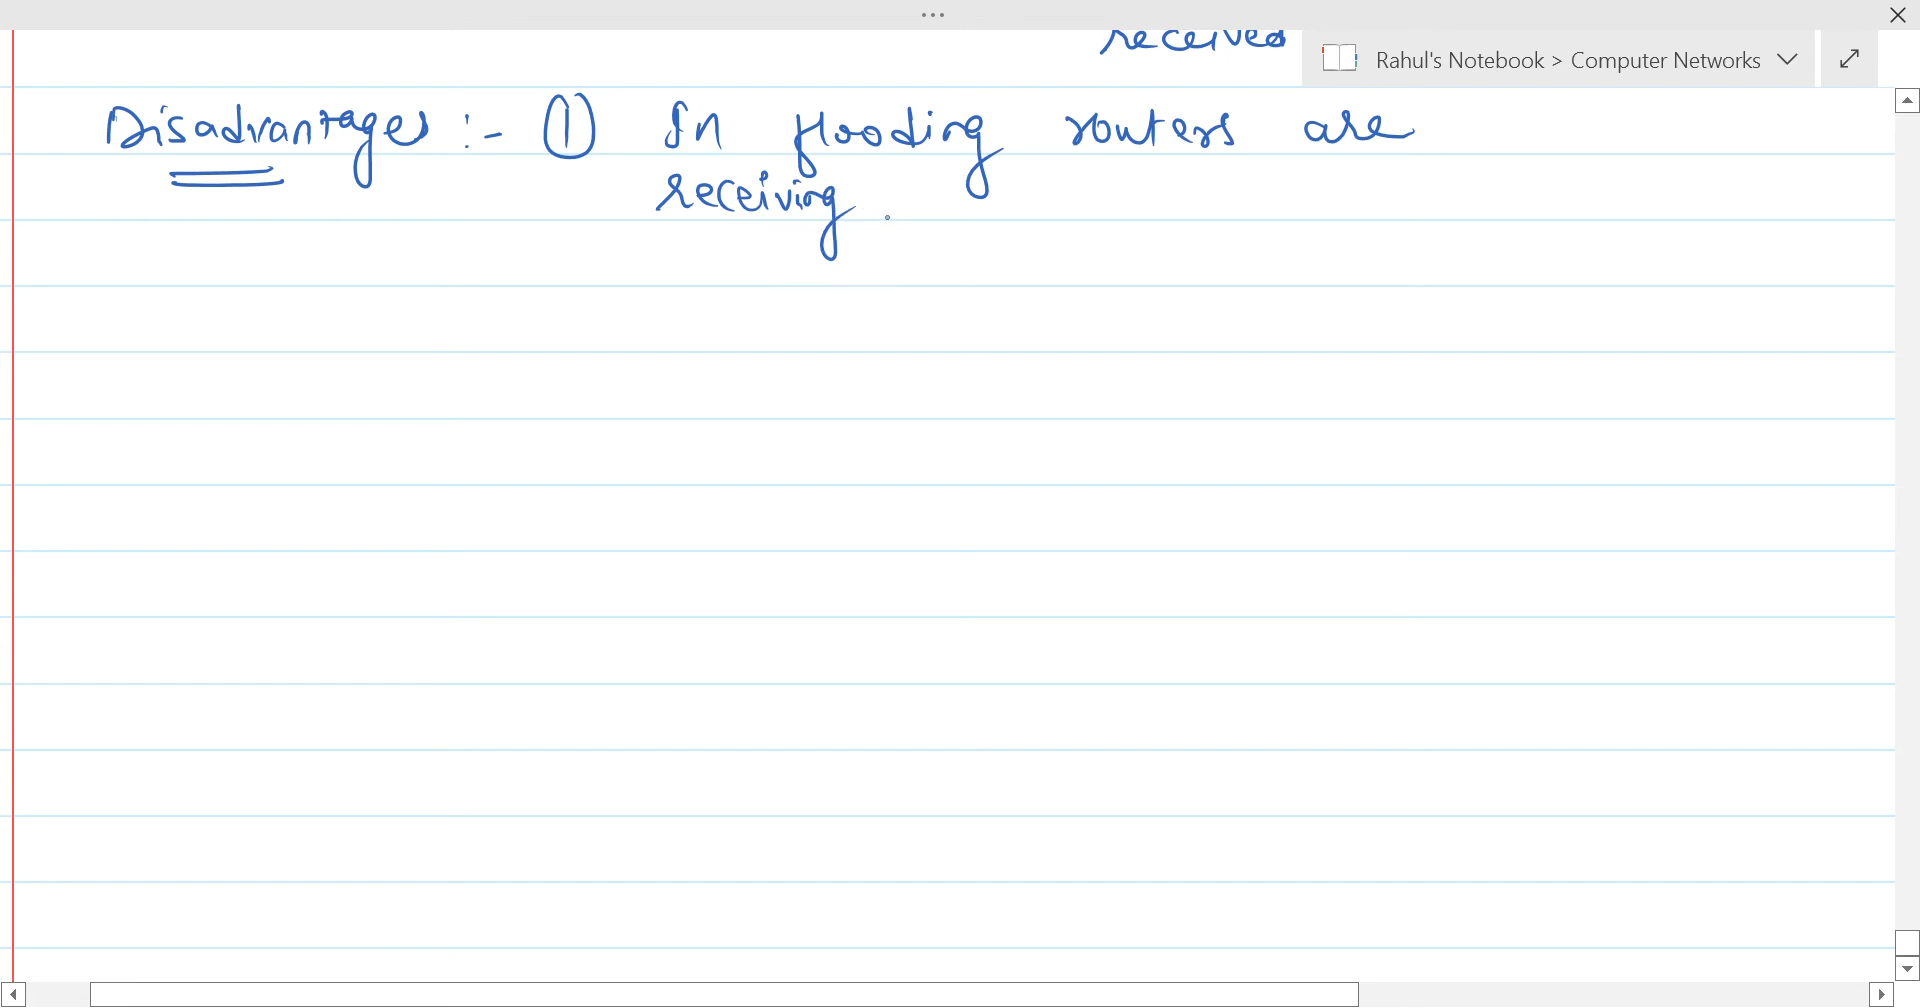 received
Rahul's Notebook > Computer Networks
Disadvantages :- ① In flooding routers are
receiving